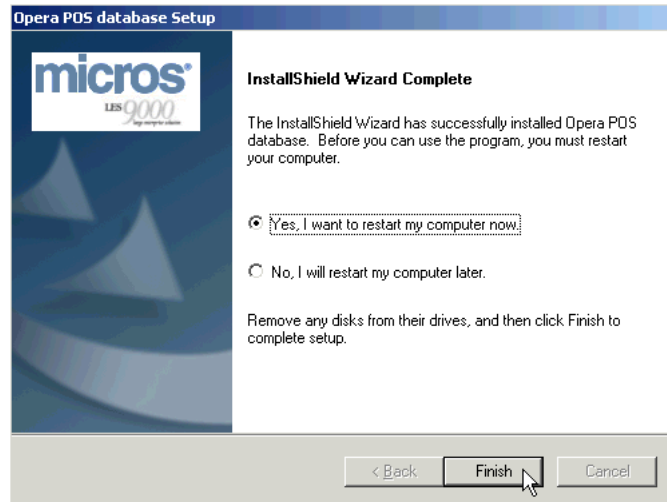 Opera POS database Setup
micros
LES 9000
InstallShield Wizard Complete
The InstallShield Wizard has successfully installed Opera POS
database. Before you can use the program, you must restart
your computer.
Yes, I want to restart my computer now.
No, I will restart my computer later.
Remove any disks from their drives, and then click Finish to
complete setup.
< Back
Finish
Cancel